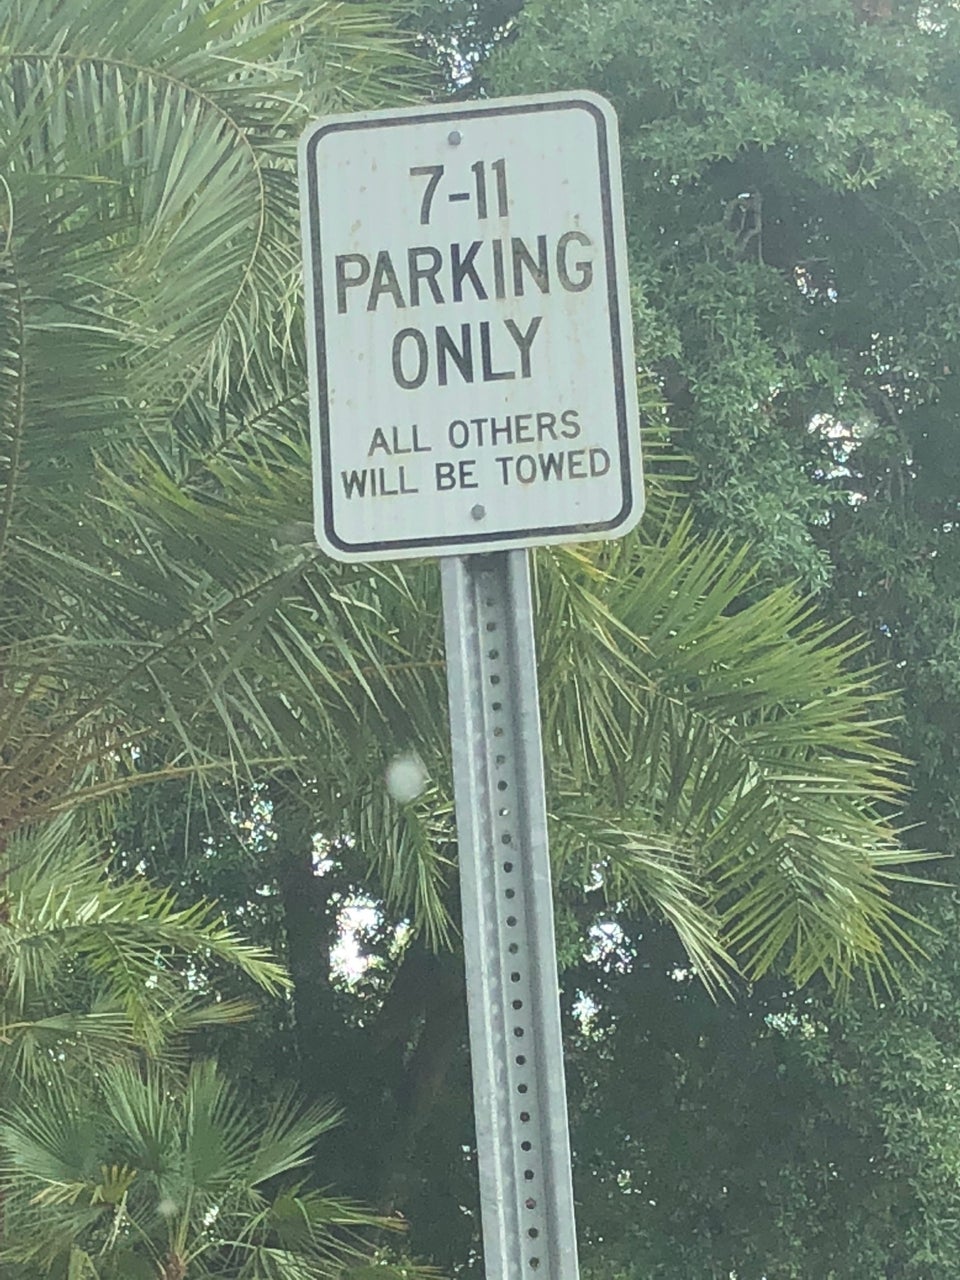 7-11
PARKING
ONLY
ALL OTHERS
WILL BE TOWED